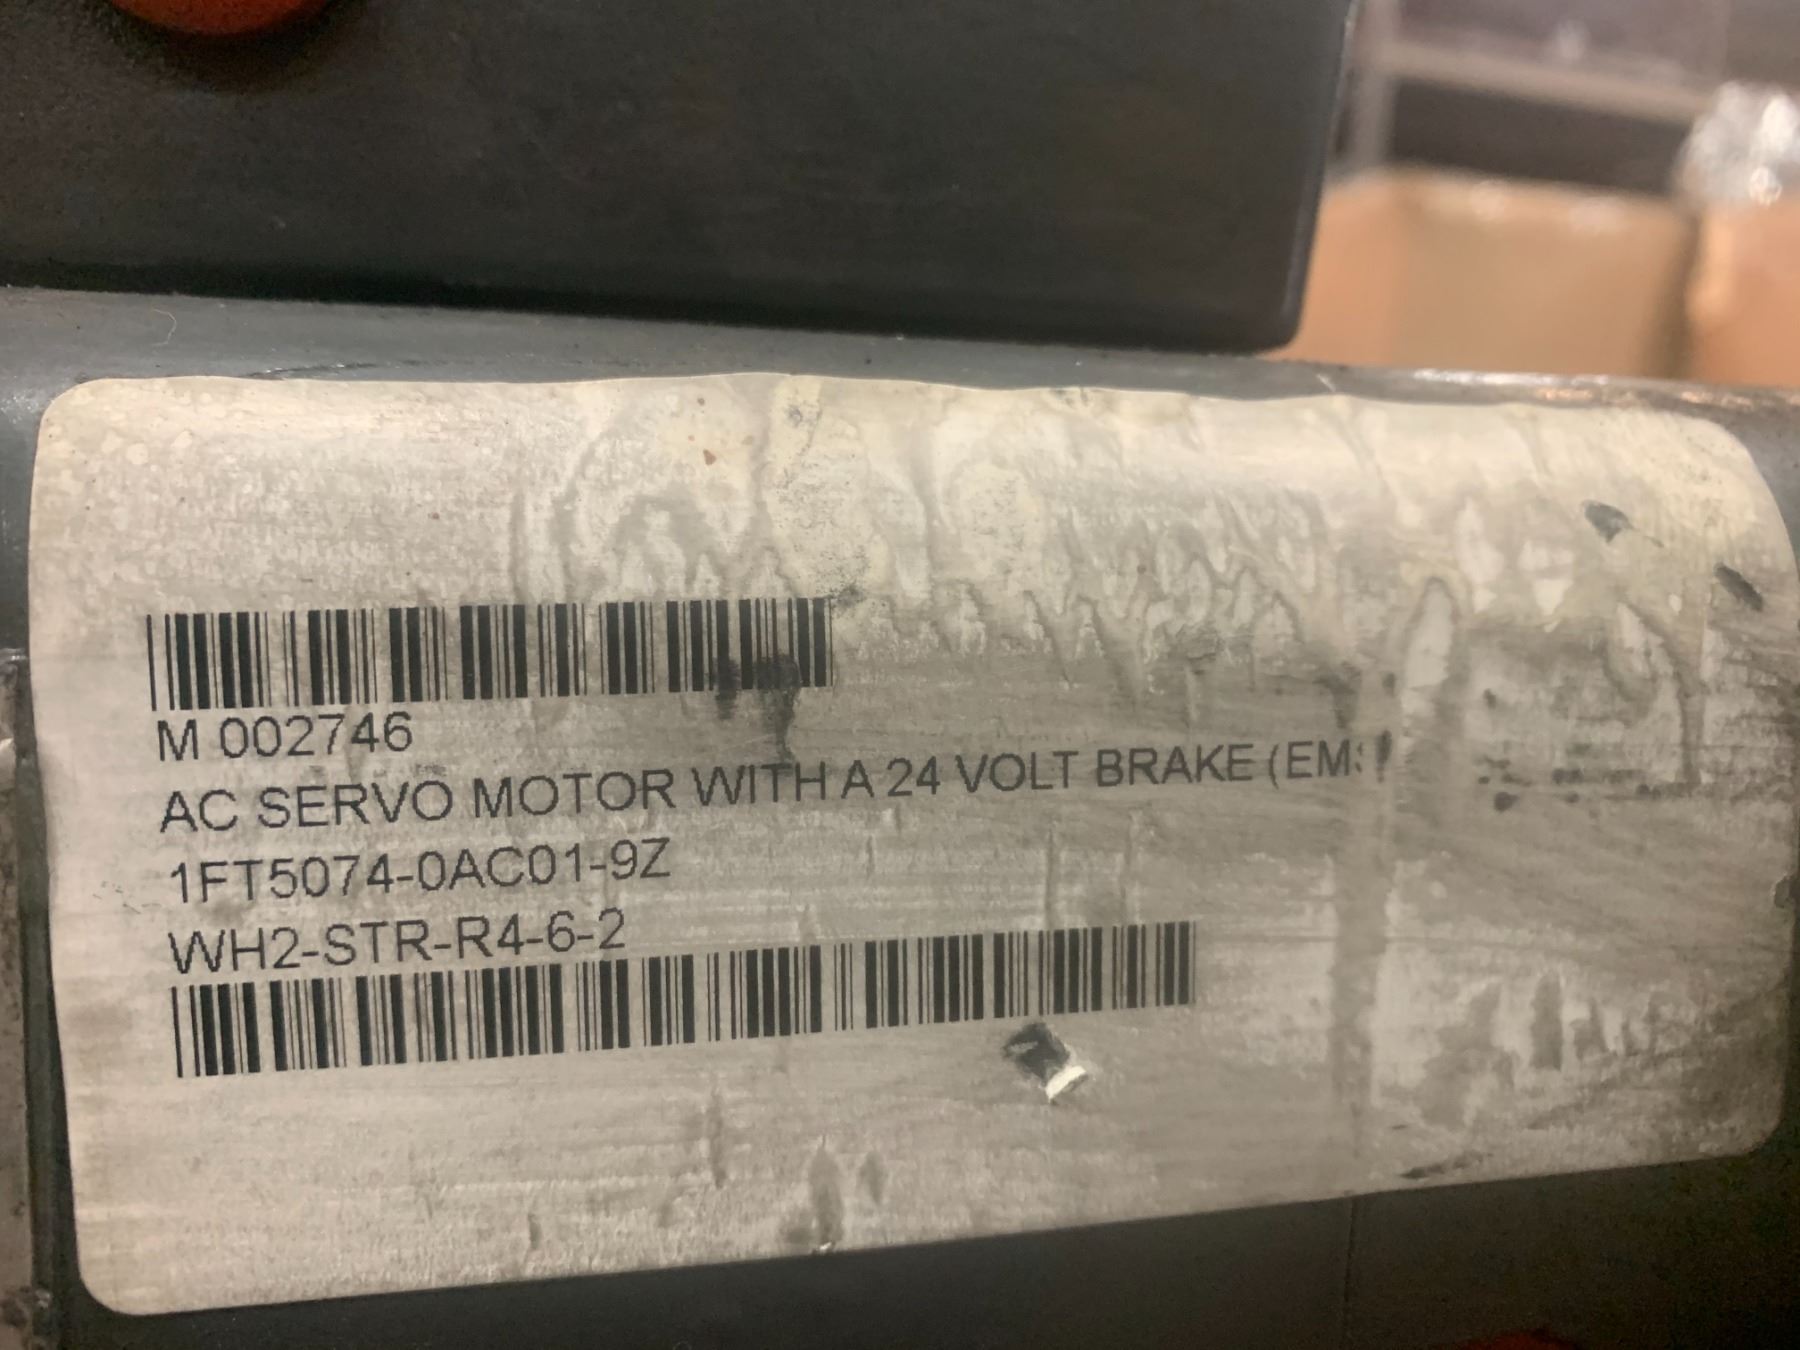 M 002746
AC SERVO MOTOR WITH A 24 VOLT BRAKE
1FT5074-0AC01-9Z
WH2-STR-R4-6-2